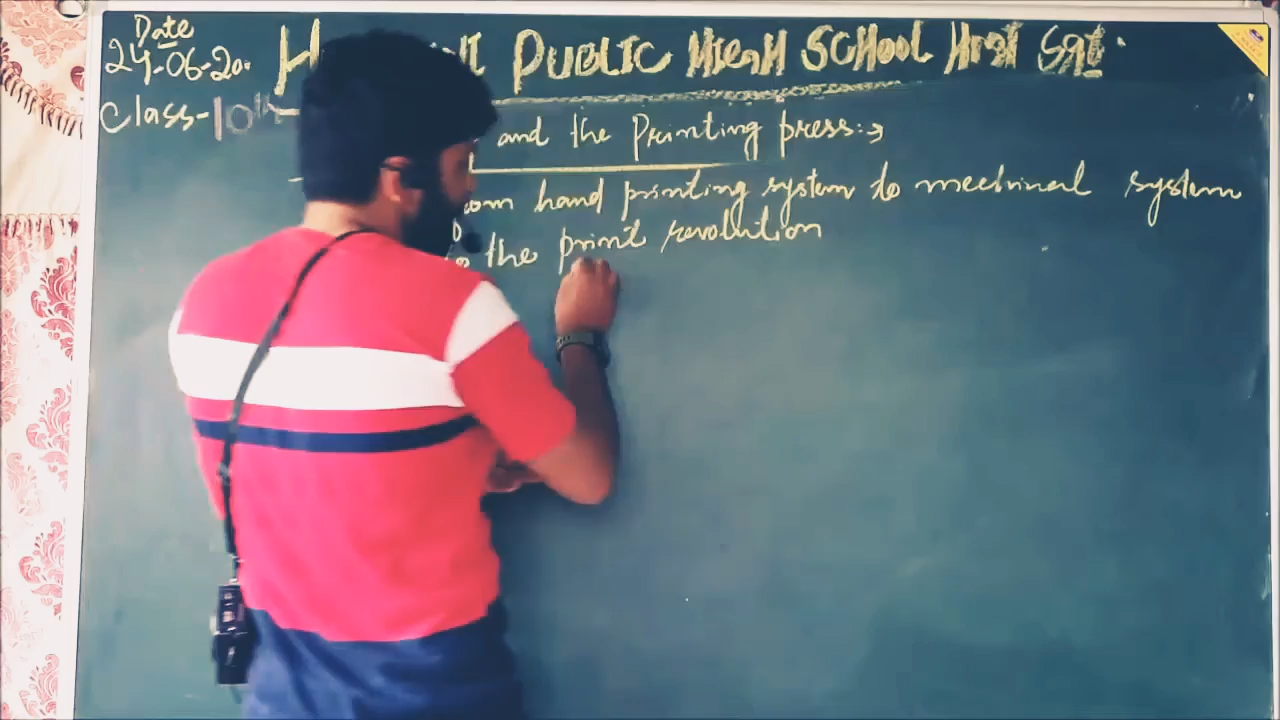 Date
24-06-20.
PUBLIC HIGH SCHOOL
Class-10th
and the Printing press:→
hand printing system to mechinal system
the print revolution